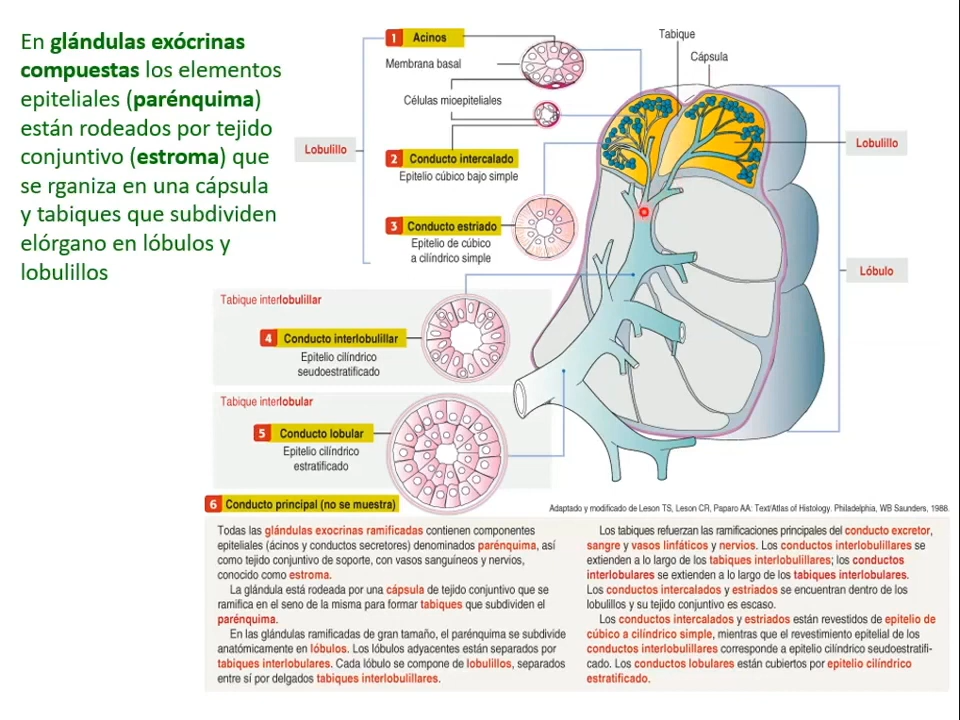 En glándulas exócrinas
compuestas los elementos
epiteliales (parénquima)
están rodeados por tejido
conjuntivo (estroma) que
se rganiza en una cápsula
y tabiques que subdividen
elórgano en lóbulos y
lobulillos
Lobulillo
1 Acinos
Membrana basal
Células mioepiteliales
2 Conducto intercalado
Epitelio cúbico bajo simple
3 Conducto estriado
Epitelio de cúbico
a cilíndrico simple
Tabique
Cápsula
Lobulillo
Lóbulo
Tabique interlobulillar
4 Conducto interlobulillar
Epitelio cilíndrico
seudoestratificado
Tabique interlobular
5 Conducto lobular
Epitelio cilíndrico
estratificado
6 Conducto principal (no se muestra)
Adaptado y modificado de Leson TS, Leson CR, Paparo AA: Text/Atlas of Histology. Philadelphia, WB Saunders, 1988.
Todas las glándulas exocrinas ramificadas contienen componentes
epiteliales (ácinos y conductos secretores) denominados parénquima, así
como tejido conjuntivo de soporte, con vasos sanguíneos y nervios,
conocido como estroma.
La glándula está rodeada por una cápsula de tejido conjuntivo que se
ramifica en el seno de la misma para formar tabiques que subdividen el
parénquima.
En las glándulas ramificadas de gran tamaño, el parénquima se subdivide
anatómicamente en lóbulos. Los lóbulos adyacentes están separados por
tabiques interlobulares. Cada lóbulo se compone de lobulillos, separados
entre sí por delgados tabiques interlobulillares.
Los tabiques refuerzan las ramificaciones principales del conducto excretor,
sangre y vasos linfáticos y nervios. Los conductos interlobulillares se
extienden a lo largo de los tabiques interlobulillares; los conductos
interlobulares se extienden a lo largo de los tabiques interlobulares.
Los conductos intercalados y estriados se encuentran dentro de los
lobulillos y su tejido conjuntivo es escaso.
Los conductos intercalados y estriados están revestidos de epitelio de
cúbico a cilíndrico simple, mientras que el revestimiento epitelial de los
conductos interlobulillares corresponde a epitelio cilíndrico seudoestratifi-
cado. Los conductos lobulares están cubiertos por epitelio cilíndrico
estratificado.